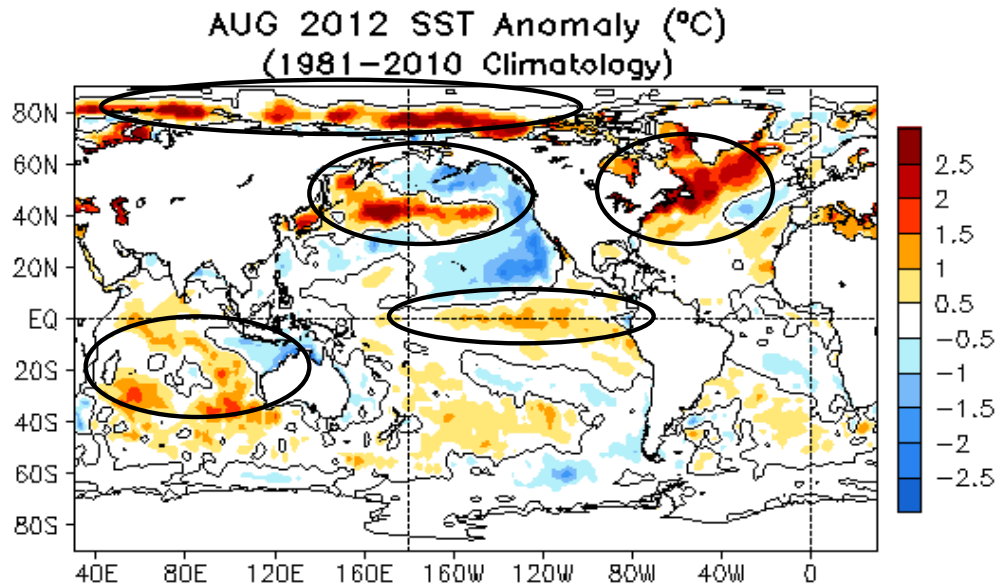 AUG 2012 SST Anomaly (ºC)
(1981–2010 Climatology)
80N
60N
40N
20N
EQ
20S
40S
60S
80S
40E 80E 120E 160E 160W 120W 80W 40W 0
2.5
2
1.5
1
0.5
−0.5
−1
−1.5
−2
−2.5